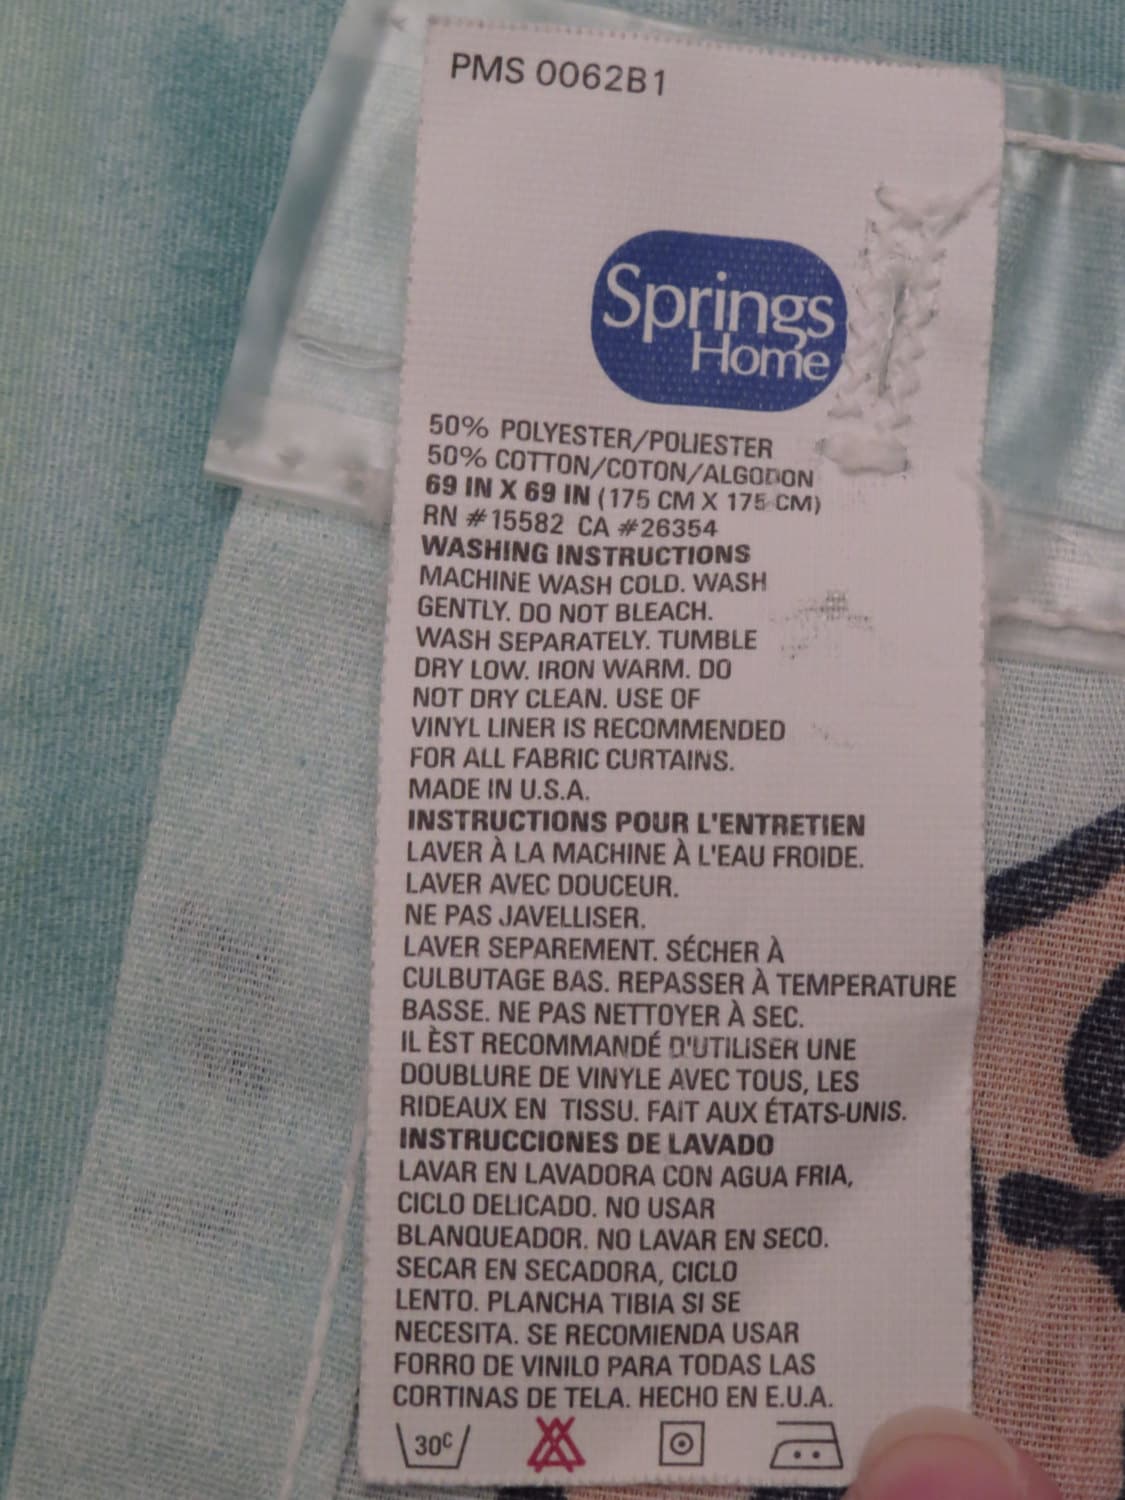 PMS 0062B1
Springs
Home
50% POLYESTER/POLIESTER
50% COTTON/COTON/ALGODON
69 IN X 69 IN (175 CM X 175 CM)
RN #15582 CA #26354
WASHING INSTRUCTIONS
MACHINE WASH COLD. WASH
GENTLY. DO NOT BLEACH.
WASH SEPARATELY. TUMBLE
DRY LOW. IRON WARM. DO
NOT DRY CLEAN. USE OF
VINYL LINER IS RECOMMENDED
FOR ALL FABRIC CURTAINS.
MADE IN U.S.A.
INSTRUCTIONS POUR L'ENTRETIEN
LAVER À LA MACHINE À L'EAU FROIDE.
LAVER AVEC DOUCEUR.
NE PAS JAVELLISER.
LAVER SEPAREMENT. SÉCHER À
CULBUTAGE BAS. REPASSER À TEMPERATURE
BASSE. NE PAS NETTOYER À SEC.
IL ÈST RECOMMANDÉ D'UTILISER UNE
DOUBLURE DE VINYLE AVEC TOUS, LES
RIDEAUX EN TISSU. FAIT AUX ÉTATS-UNIS.
INSTRUCCIONES DE LAVADO
LAVAR EN LAVADORA CON AGUA FRIA,
CICLO DELICADO. NO USAR
BLANQUEADOR. NO LAVAR EN SECO.
SECAR EN SECADORA, CICLO
LENTO. PLANCHA TIBIA SI SE
NECESITA. SE RECOMIENDA USAR
FORRO DE VINILO PARA TODAS LAS
CORTINAS DE TELA. HECHO EN E.U.A.
30C